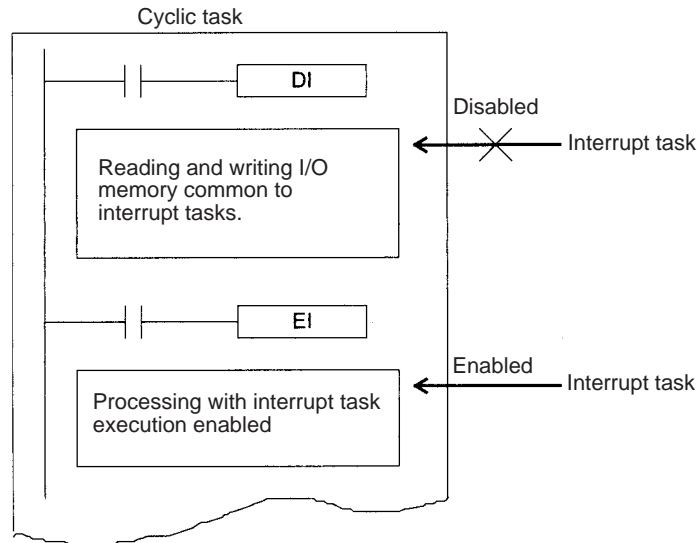 Cyclic task
DI
Disabled
Interrupt task
Reading and writing I/O
memory common to
interrupt tasks.
EI
Enabled
Interrupt task
Processing with interrupt task
execution enabled